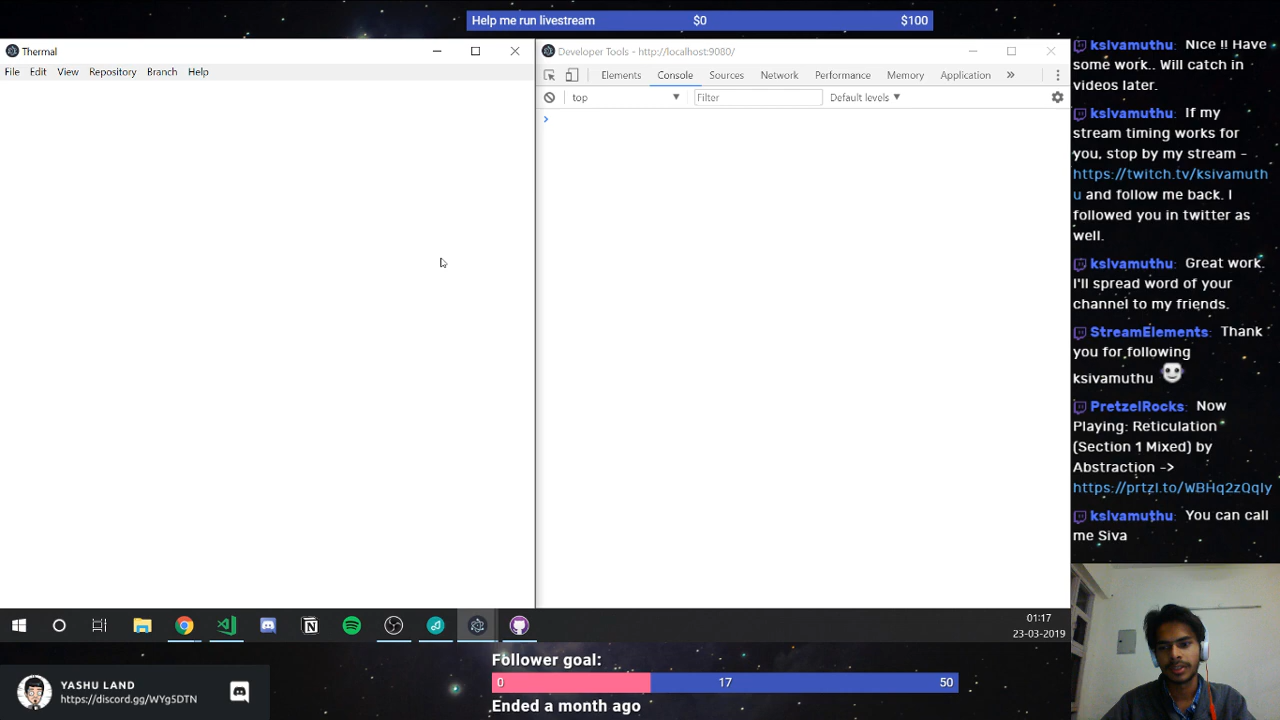 Help me run livestream $0 $100
Thermal
File Edit View Repository Branch Help
Developer Tools - http://localhost:9080/
Elements Console Sources Network Performance Memory Application »
top Filter Default levels
ksivamuthu: Nice !! Have
some work.. Will catch in
videos later.
ksivamuthu: If my
stream timing works for
you, stop by my stream -
https://twitch.tv/ksivamuth
u and follow me back. I
followed you in twitter as
well.
ksivamuthu: Great work.
I'll spread word of your
channel to my friends.
StreamElements: Thank
you for following
ksivamuthu
PretzelRocks: Now
Playing: Reticulation
(Section 1 Mixed) by
Abstraction ->
https://prtzl.to/WBHq2zQqIy
ksivamuthu: You can call
me Siva
01:17
23-03-2019
YASHU LAND
https://discord.gg/WYg5DTN
Follower goal:
0 17 50
Ended a month ago